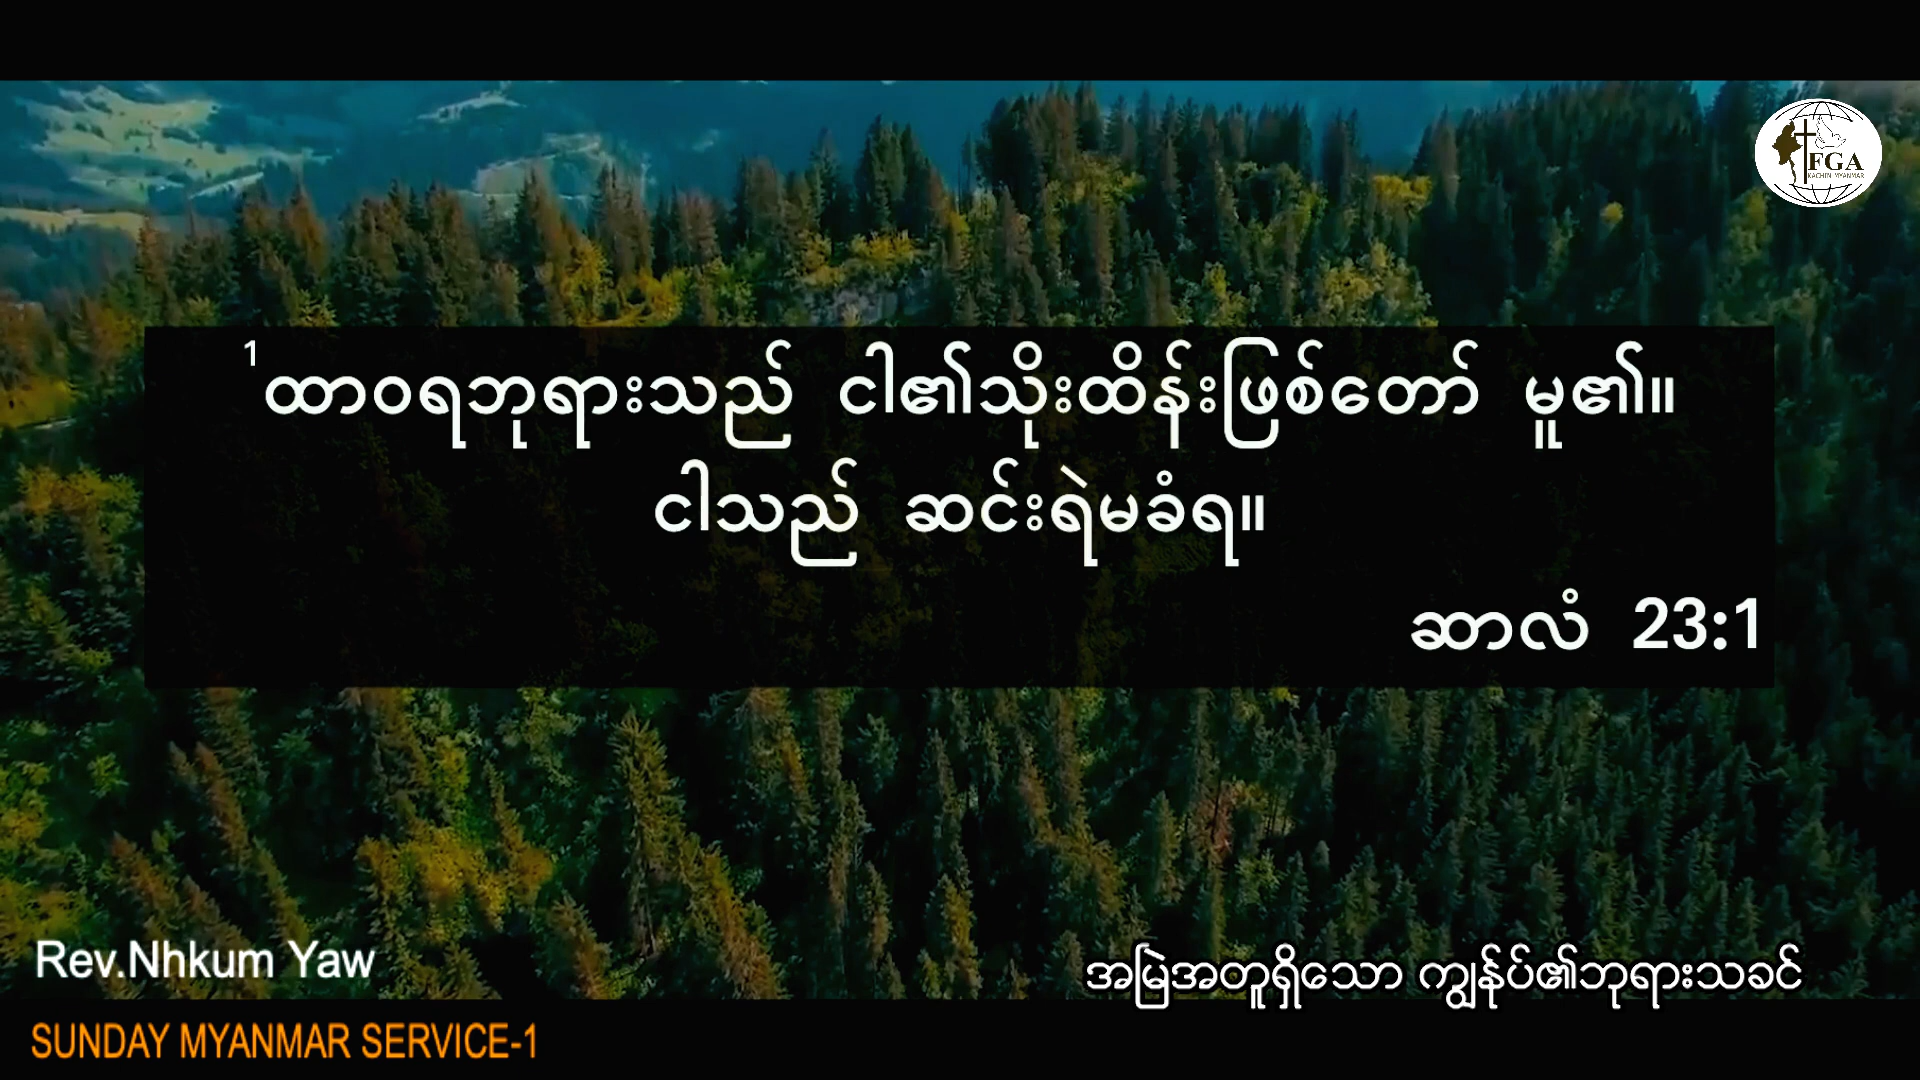 FGA
KACHIN MYANMAR
1 ထာဝရဘုရားသည် ငါ၏သိုးထိန်းဖြစ်တော် မူ၏။
ငါသည် ဆင်းရဲမခံရ။
ဆာလံ 23:1
Rev.Nhkum Yaw
အမြဲအတူရှိသော ကျွန်ုပ်၏ဘုရားသခင်
SUNDAY MYANMAR SERVICE-1